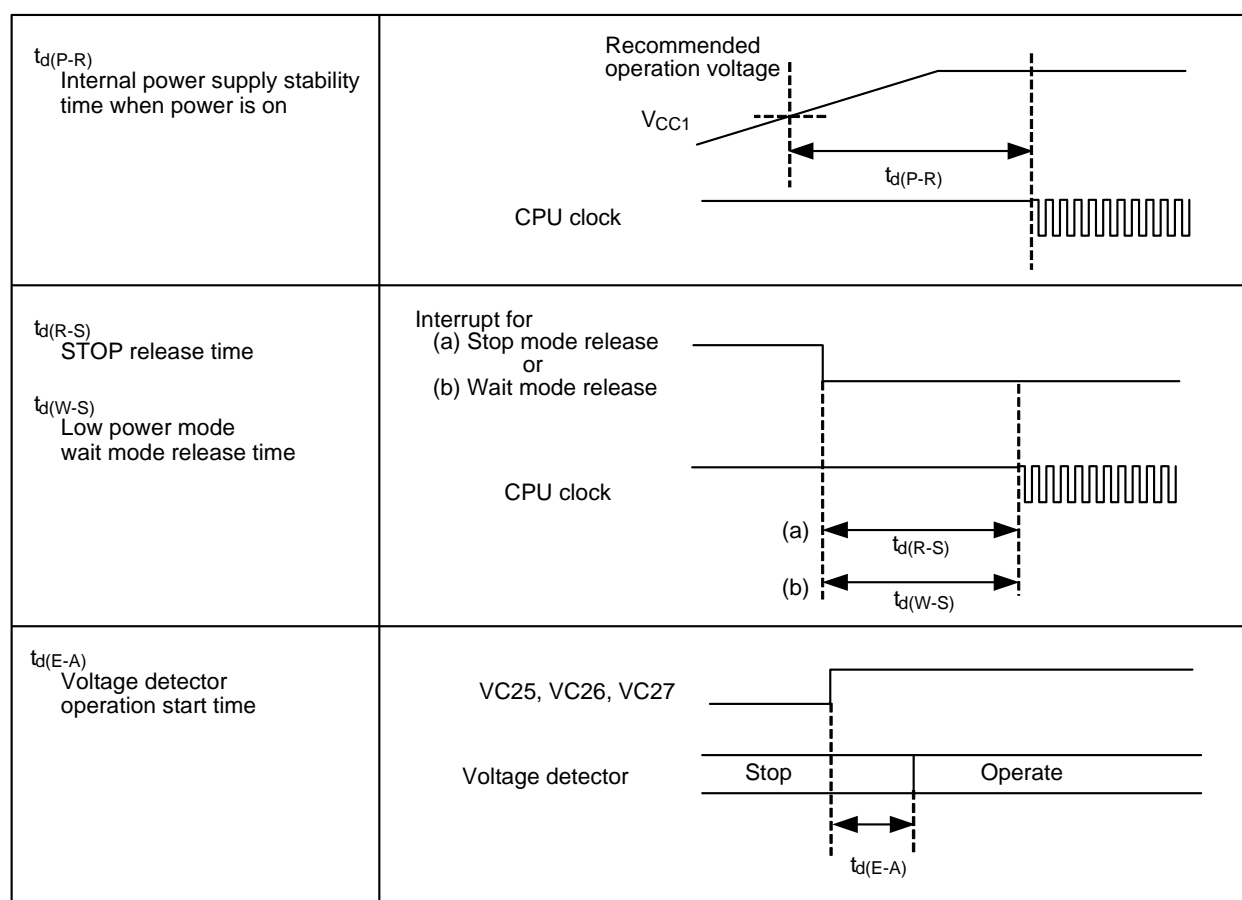 td(P-R)
Internal power supply stability
time when power is on
Recommended
operation voltage
VCC1
td(P-R)
CPU clock
td(R-S)
STOP release time
td(W-S)
Low power mode
wait mode release time
Interrupt for
(a) Stop mode release
or
(b) Wait mode release
CPU clock
(a)
td(R-S)
(b)
td(W-S)
td(E-A)
Voltage detector
operation start time
VC25, VC26, VC27
Voltage detector
Stop
Operate
td(E-A)